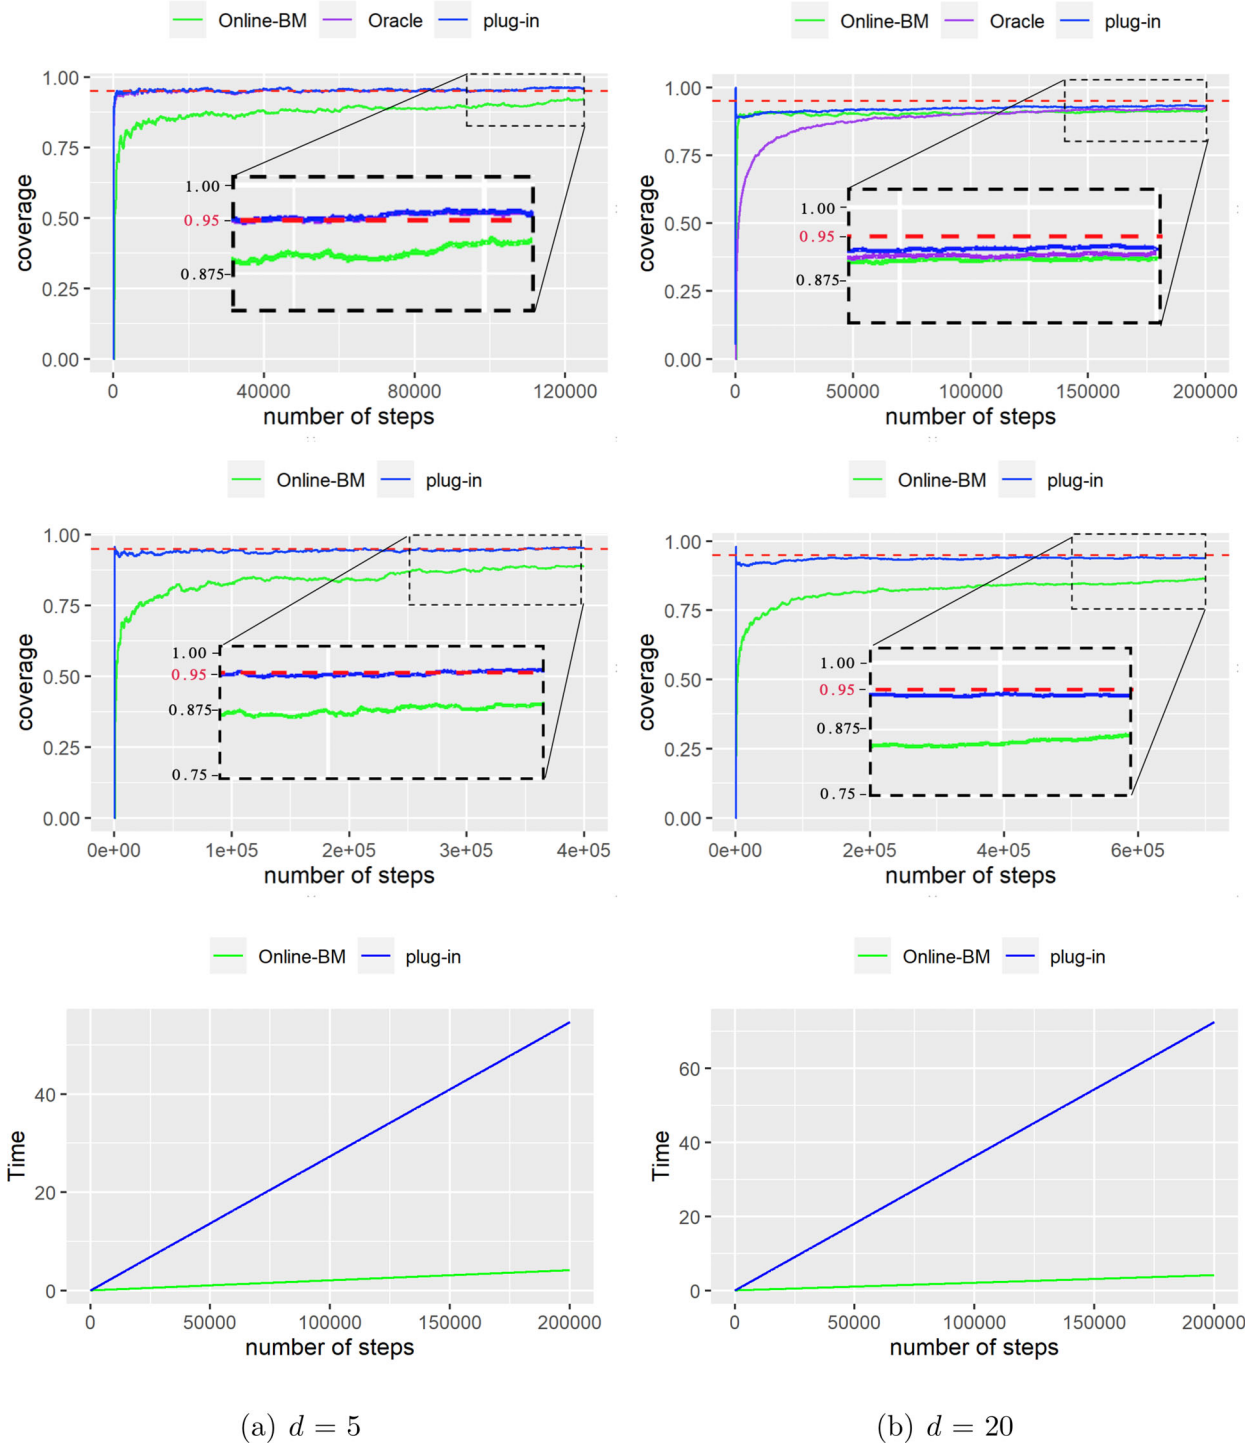 Online-BM Oracle plug-in
1.00
0.75
0.50
0.25
0.00
coverage
1.00
0.95
0.875
0 40000 80000 120000
number of steps
Online-BM Oracle plug-in
1.00
0.75
0.50
0.25
0.00
coverage
1.00
0.95
0.875
0 50000 100000 150000 200000
number of steps
Online-BM plug-in
1.00
0.75
0.50
0.25
0.00
coverage
1.00
0.95
0.875
0.75
0e+00 1e+05 2e+05 3e+05 4e+05
number of steps
Online-BM plug-in
1.00
0.75
0.50
0.25
0.00
coverage
1.00
0.95
0.875
0.75
0e+00 2e+05 4e+05 6e+05
number of steps
Online-BM plug-in
40
20
0
Time
0 50000 100000 150000 200000
number of steps
Online-BM plug-in
60
40
20
0
Time
0 50000 100000 150000 200000
number of steps
(a) d = 5
(b) d = 20